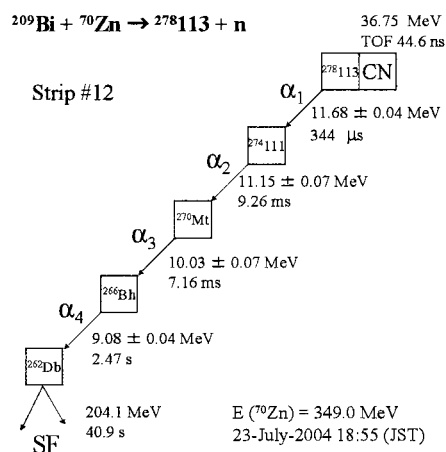 ²⁰⁹Bi + ⁷⁰Zn → ²⁷⁸113 + n
36.75 MeV
TOF 44.6 ns
Strip #12
²⁷⁸113 CN
α₁
11.68 ± 0.04 MeV
344 μs
²⁷⁴111
α₂
11.15 ± 0.07 MeV
9.26 ms
²⁷⁰Mt
α₃
10.03 ± 0.07 MeV
7.16 ms
²⁶⁶Bh
α₄
9.08 ± 0.04 MeV
2.47 s
²⁶²Db
204.1 MeV
40.9 s
SF
E (⁷⁰Zn) = 349.0 MeV
23-July-2004 18:55 (JST)